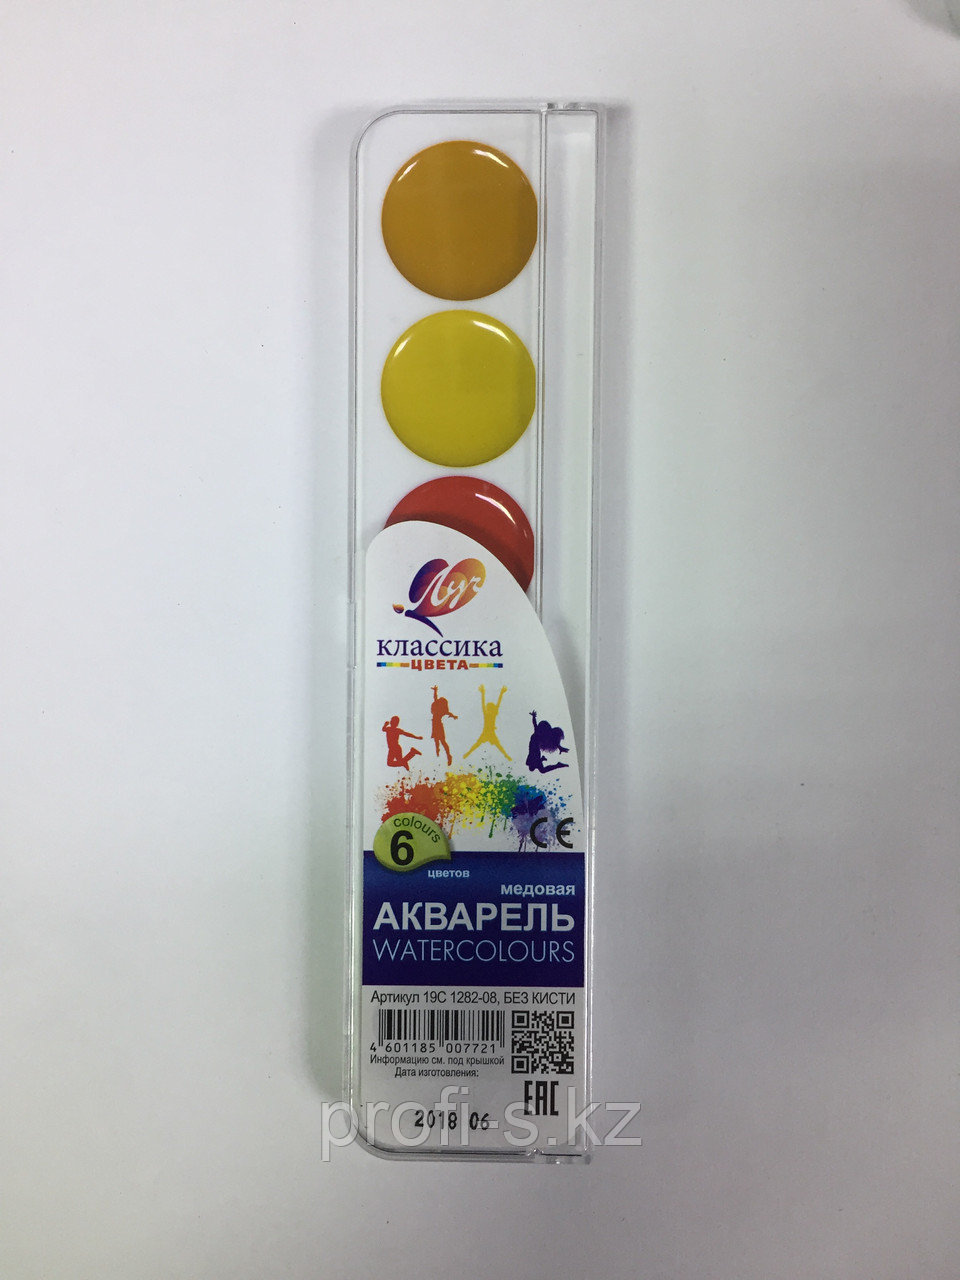 Луч
классика
ЦВЕТА
colours
6
цветов
медовая
АКВАРЕЛЬ
WATERCOLOURS
Артикул 19С 1282-08, БЕЗ КИСТИ
4 601185 007721
Информацию см. под крышкой
Дата изготовления:
2018 06
profi-s.kz
CE
EAC